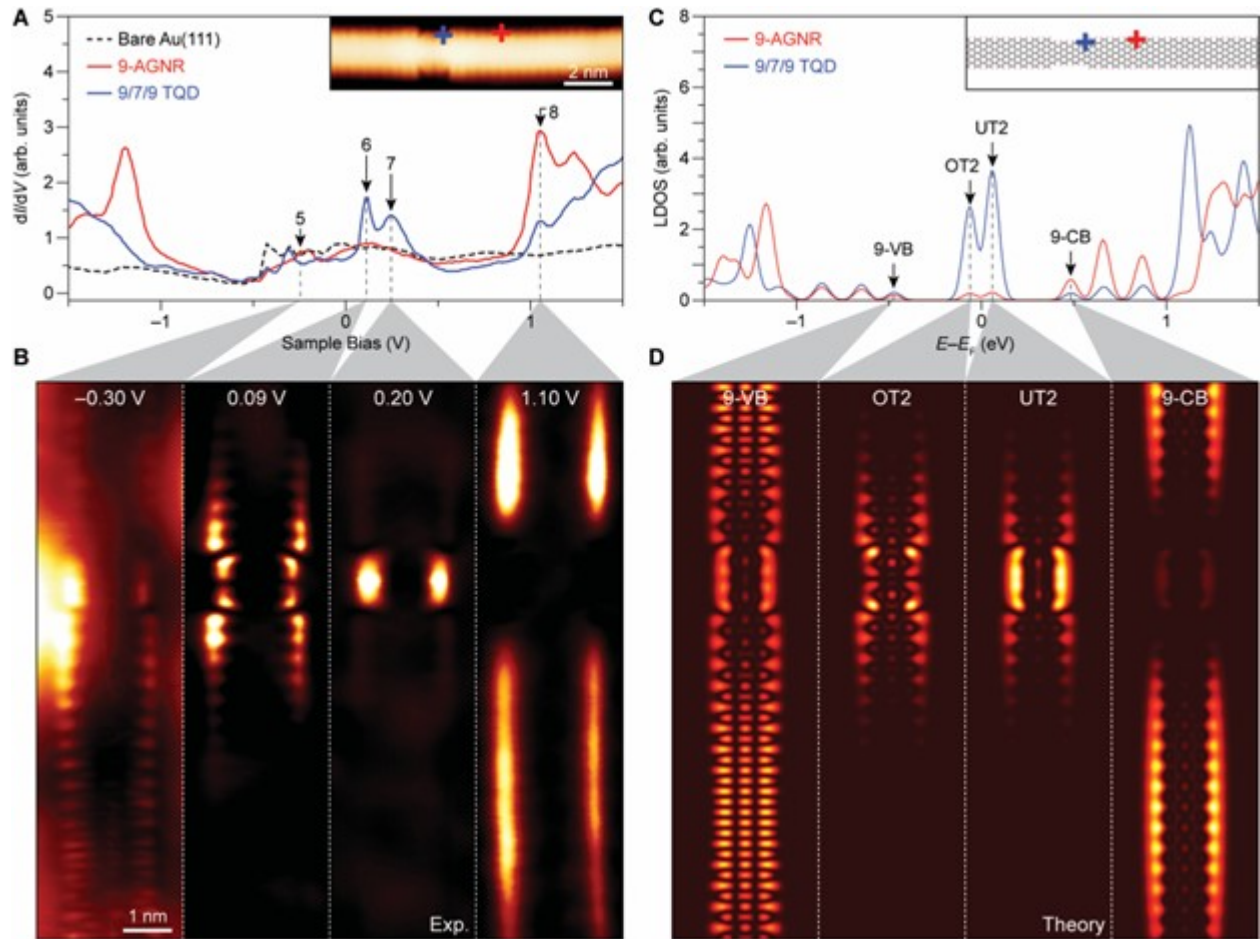 A
5
4
3
2
1
0
dI/dV (arb. units)
Bare Au(111)
9-AGNR
9/7/9 TQD
2 nm
5
6
7
8
–1
0
1
Sample Bias (V)
B
–0.30 V
0.09 V
0.20 V
1.10 V
1 nm
Exp.
C
8
6
4
2
0
LDOS (arb. units)
9-AGNR
9/7/9 TQD
UT2
OT2
9-VB
9-CB
–1
0
1
E–E_F (eV)
D
9-VB
OT2
UT2
9-CB
Theory